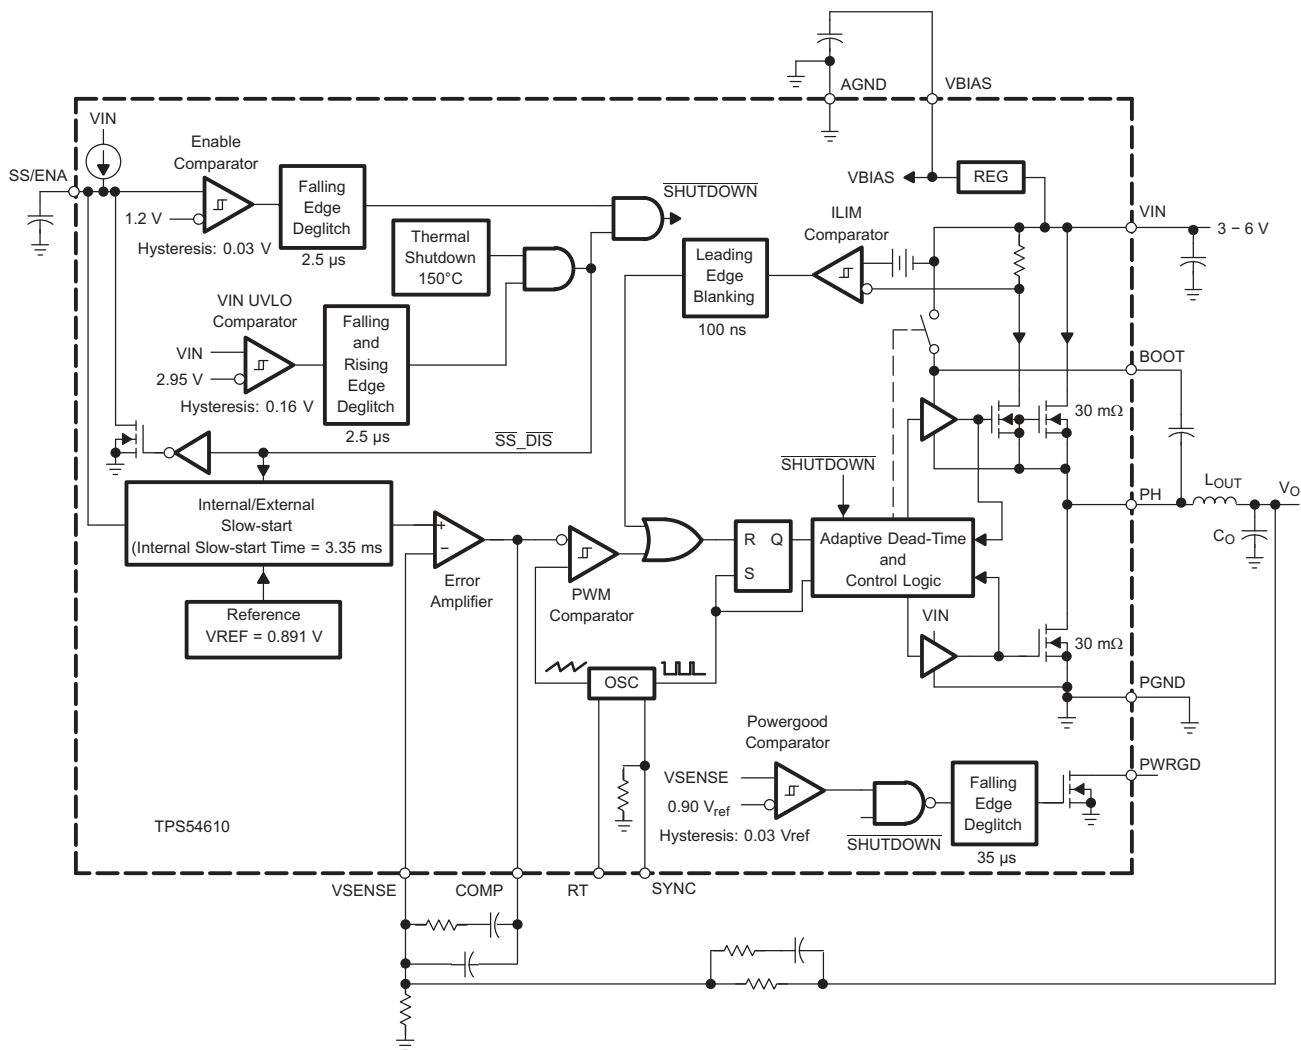 AGND
VBIAS
VIN
Enable
Comparator
SS/ENA
1.2 V
Hysteresis: 0.03 V
Falling
Edge
Deglitch
2.5 µs
SHUTDOWN
VBIAS
REG
Thermal
Shutdown
150°C
ILIM
Comparator
Leading
Edge
Blanking
100 ns
VIN
3 – 6 V
VIN UVLO
Comparator
VIN
2.95 V
Hysteresis: 0.16 V
Falling
and
Rising
Edge
Deglitch
2.5 µs
BOOT
30 mΩ
SS_DIS
SHUTDOWN
Internal/External
Slow-start
(Internal Slow-start Time = 3.35 ms
Reference
VREF = 0.891 V
+
−
Error
Amplifier
PWM
Comparator
R Q
S
Adaptive Dead-Time
and
Control Logic
PH
LOUT
VO
CO
VIN
30 mΩ
OSC
PGND
Powergood
Comparator
VSENSE
0.90 Vref
Hysteresis: 0.03 Vref
SHUTDOWN
Falling
Edge
Deglitch
35 µs
PWRGD
TPS54610
VSENSE
COMP
RT
SYNC